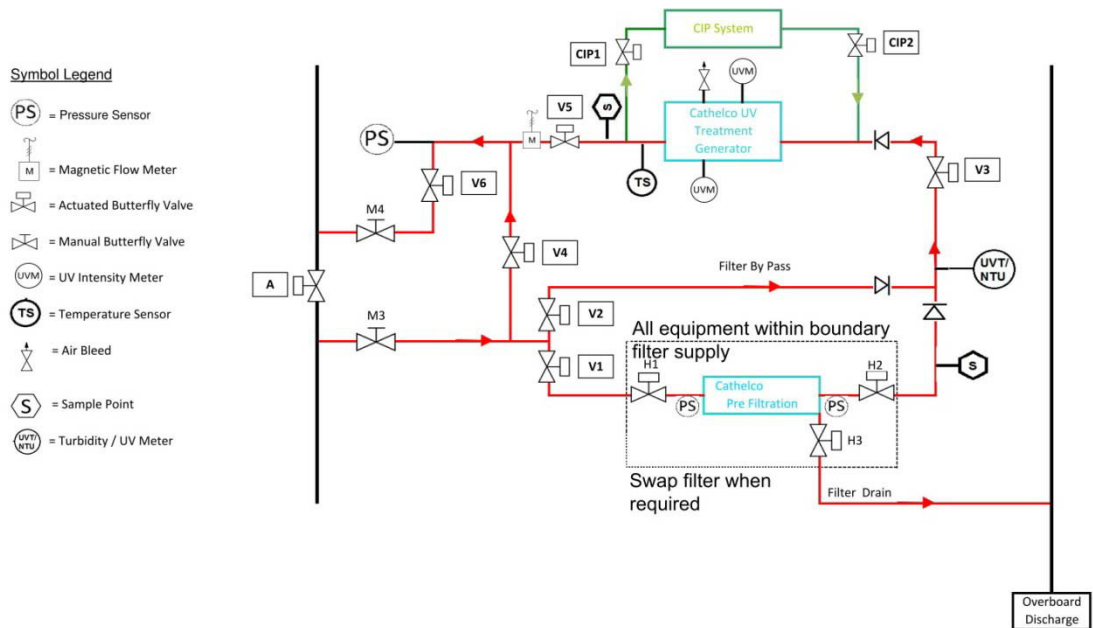 Symbol Legend
PS = Pressure Sensor
M = Magnetic Flow Meter
= Actuated Butterfly Valve
= Manual Butterfly Valve
UVM = UV Intensity Meter
TS = Temperature Sensor
= Air Bleed
S = Sample Point
UVT/
NTU = Turbidity / UV Meter
CIP System
CIP1
CIP2
UVM
V5
S
Cathelco UV
Treatment
Generator
PS
M
V6
TS
UVM
V3
M4
V4
A
Filter By Pass
UVT/
NTU
M3
V2
All equipment within boundary
filter supply
V1
H1
H2
S
Cathelco
Pre Filtration
PS
PS
H3
Swap filter when
required
Filter Drain
Overboard
Discharge